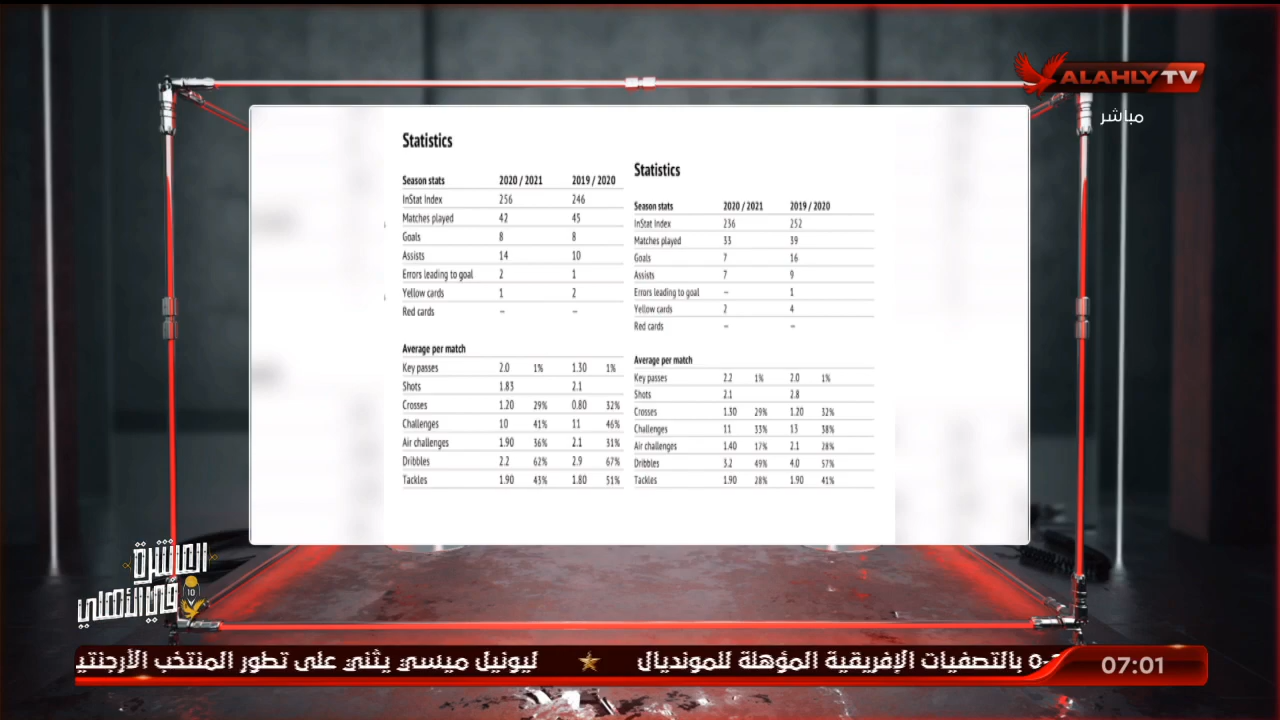 ALAHLY TV
مباشر
Statistics
Season stats 2020 / 2021 2019 / 2020
InStat Index 256 246
Matches played 42 45
Goals 8 8
Assists 14 10
Errors leading to goal 2 1
Yellow cards 1 2
Red cards – –
Average per match
Key passes 2.0 1% 1.30 1%
Shots 1.83 2.1
Crosses 1.20 29% 0.80 32%
Challenges 10 41% 11 46%
Air challenges 1.90 36% 2.1 31%
Dribbles 2.2 62% 2.9 67%
Tackles 1.90 43% 1.80 51%
Statistics
Season stats 2020 / 2021 2019 / 2020
InStat Index 236 252
Matches played 33 39
Goals 7 16
Assists 7 9
Errors leading to goal – 1
Yellow cards 2 4
Red cards – –
Average per match
Key passes 2.2 1% 2.0 1%
Shots 2.1 2.8
Crosses 1.30 29% 1.20 32%
Challenges 11 33% 13 38%
Air challenges 1.40 17% 2.1 28%
Dribbles 3.2 49% 4.0 57%
Tackles 1.90 28% 1.90 41%
العاشرة
10
في الأهلي
بالتصفيات الإفريقية المؤهلة للمونديال ★ ليونيل ميسي يثني على تطور المنتخب
07:01